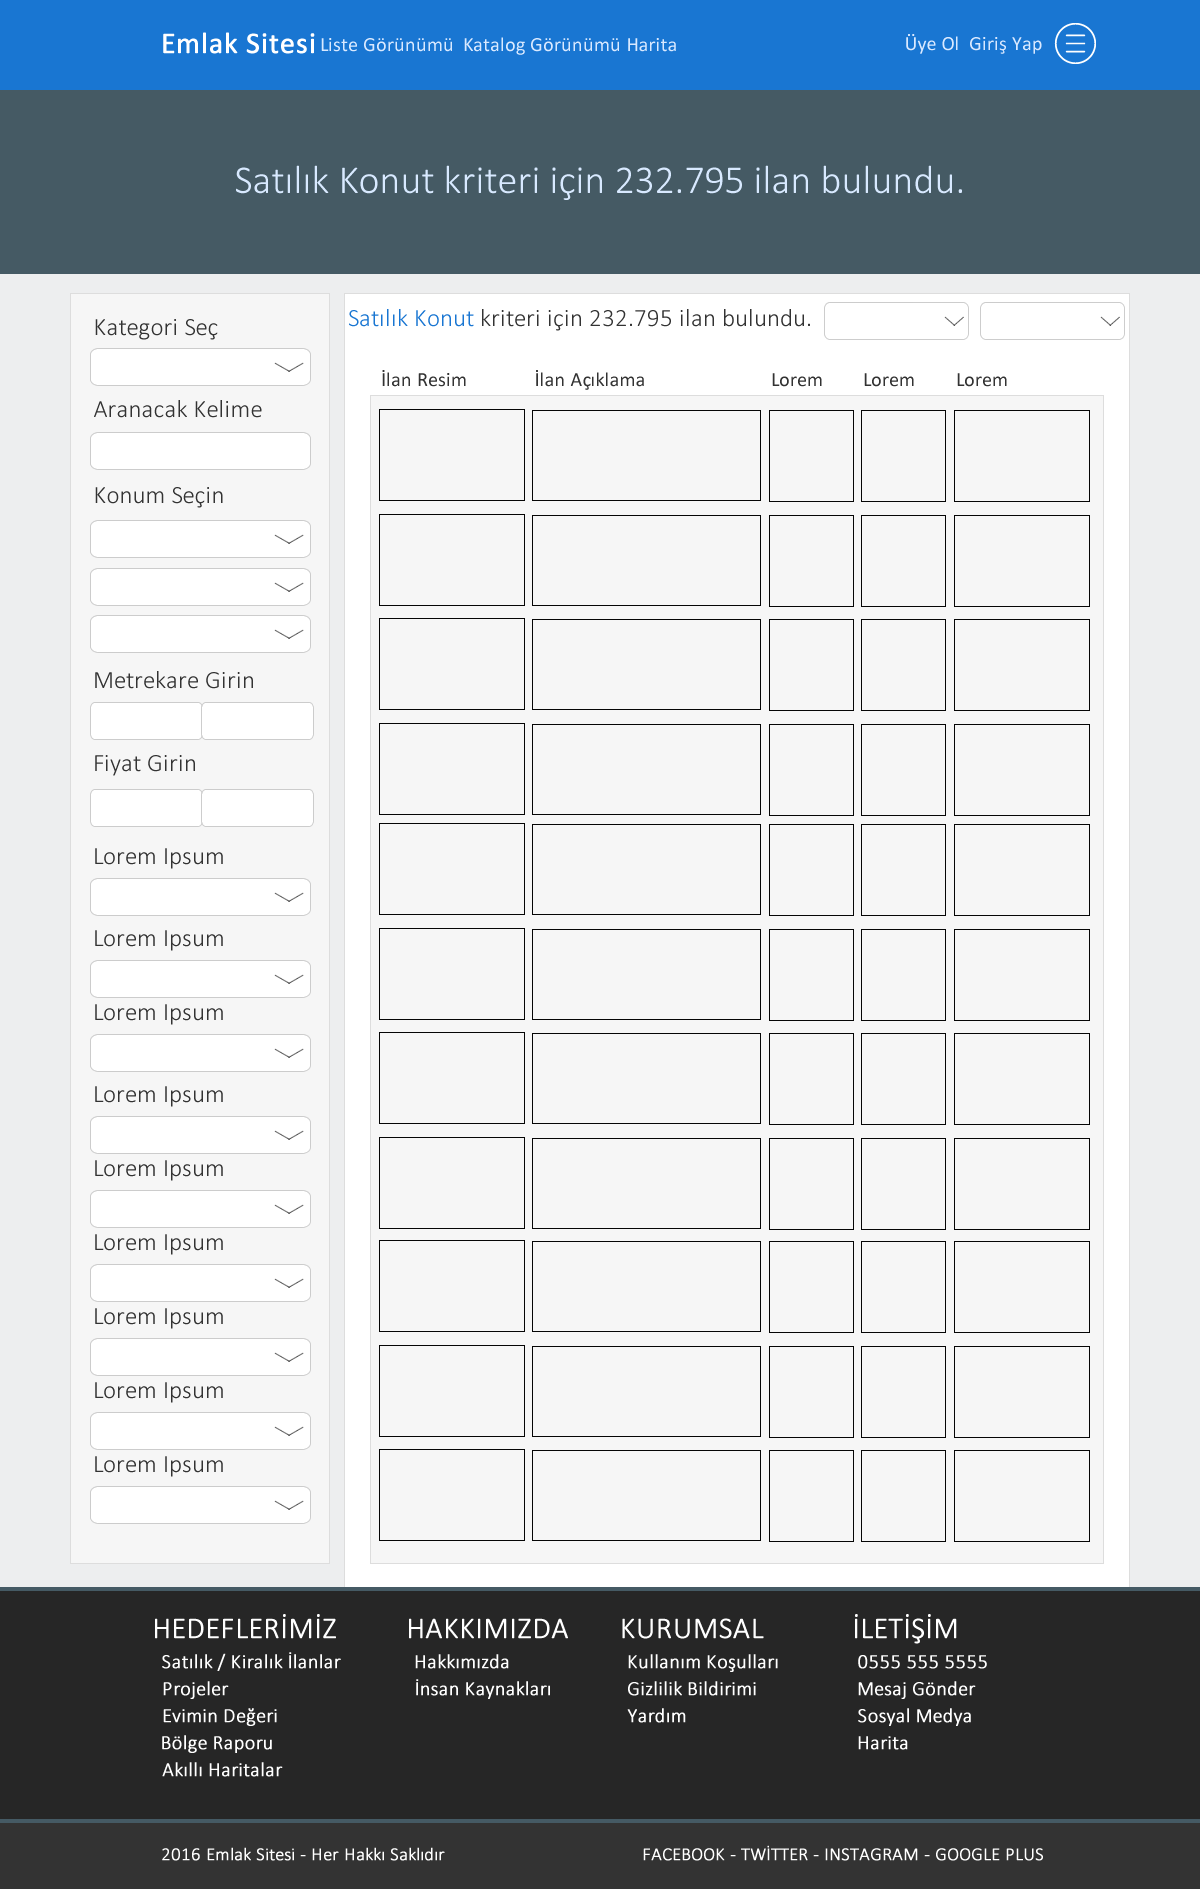 Emlak Sitesi Liste Görünümü Katalog Görünümü Harita Üye Ol Giriş Yap
Satılık Konut kriteri için 232.795 ilan bulundu.
Kategori Seç
Aranacak Kelime
Konum Seçin
Metrekare Girin
Fiyat Girin
Lorem Ipsum
Lorem Ipsum
Lorem Ipsum
Lorem Ipsum
Lorem Ipsum
Lorem Ipsum
Lorem Ipsum
Lorem Ipsum
Lorem Ipsum
Satılık Konut kriteri için 232.795 ilan bulundu.
İlan Resim İlan Açıklama Lorem Lorem Lorem
HEDEFLERİMİZ
Satılık / Kiralık İlanlar
Projeler
Evimin Değeri
Bölge Raporu
Akıllı Haritalar
HAKKIMIZDA
Hakkımızda
İnsan Kaynakları
KURUMSAL
Kullanım Koşulları
Gizlilik Bildirimi
Yardım
İLETİŞİM
0555 555 5555
Mesaj Gönder
Sosyal Medya
Harita
2016 Emlak Sitesi - Her Hakkı Saklıdır
FACEBOOK - TWİTTER - INSTAGRAM - GOOGLE PLUS